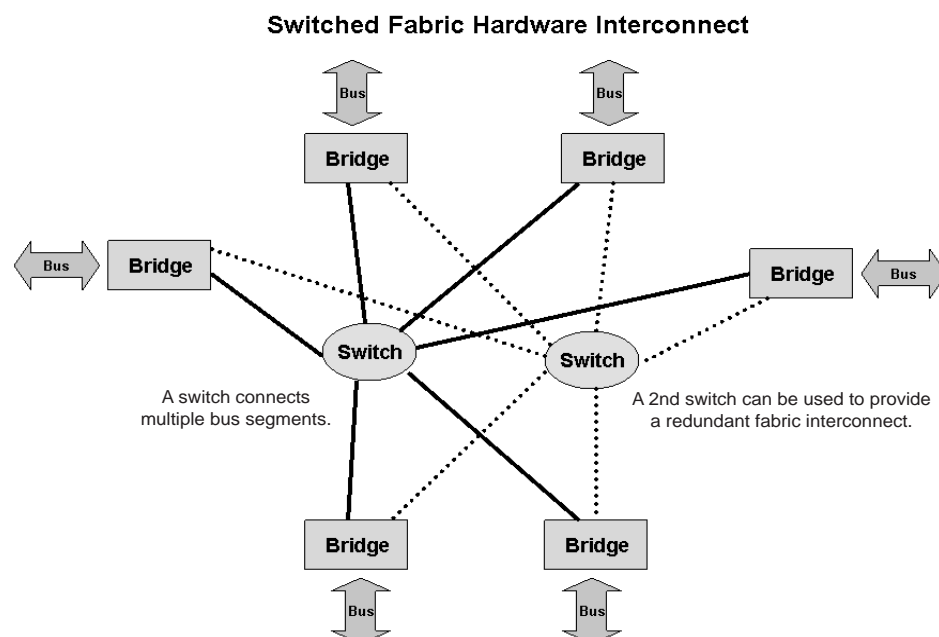 Switched Fabric Hardware Interconnect
Bus
Bus
Bridge
Bridge
Bus
Bridge
Bridge
Bus
Switch
Switch
A switch connects
multiple bus segments.
A 2nd switch can be used to provide
a redundant fabric interconnect.
Bridge
Bridge
Bus
Bus